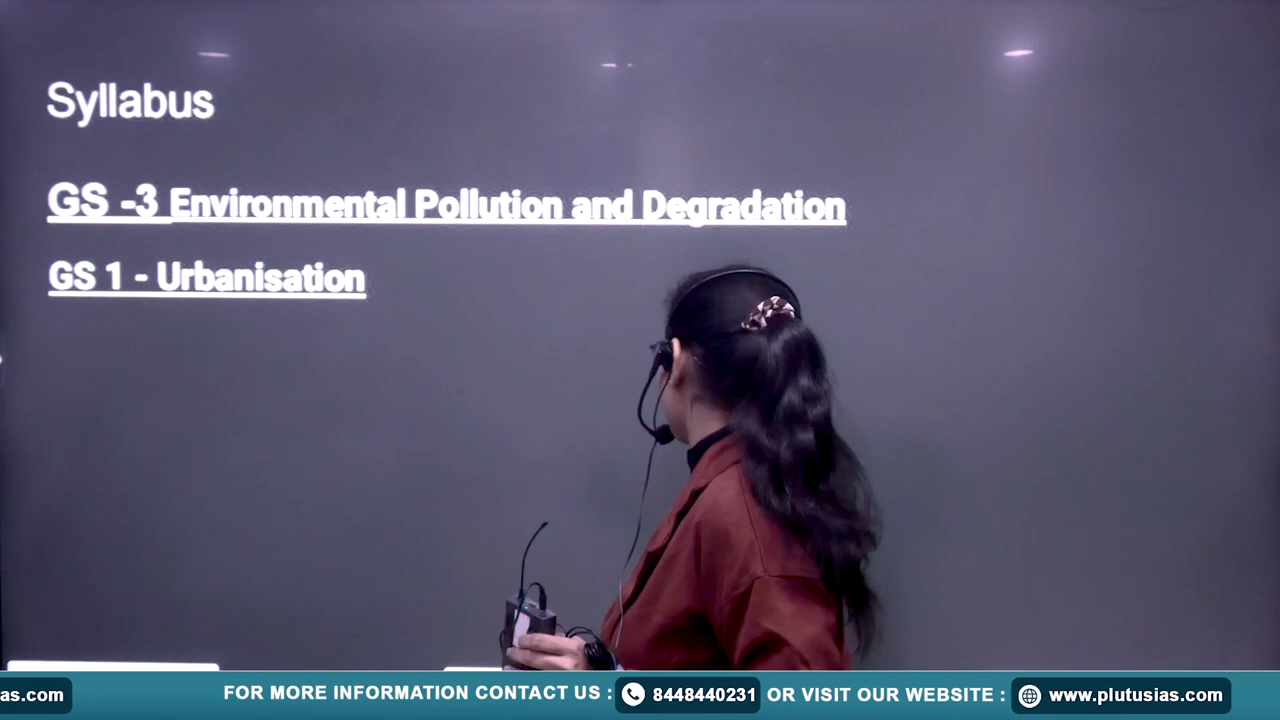 Syllabus
GS -3 Environmental Pollution and Degradation
GS 1 - Urbanisation
as.com FOR MORE INFORMATION CONTACT US : 8448440231 OR VISIT OUR WEBSITE : www.plutusias.com